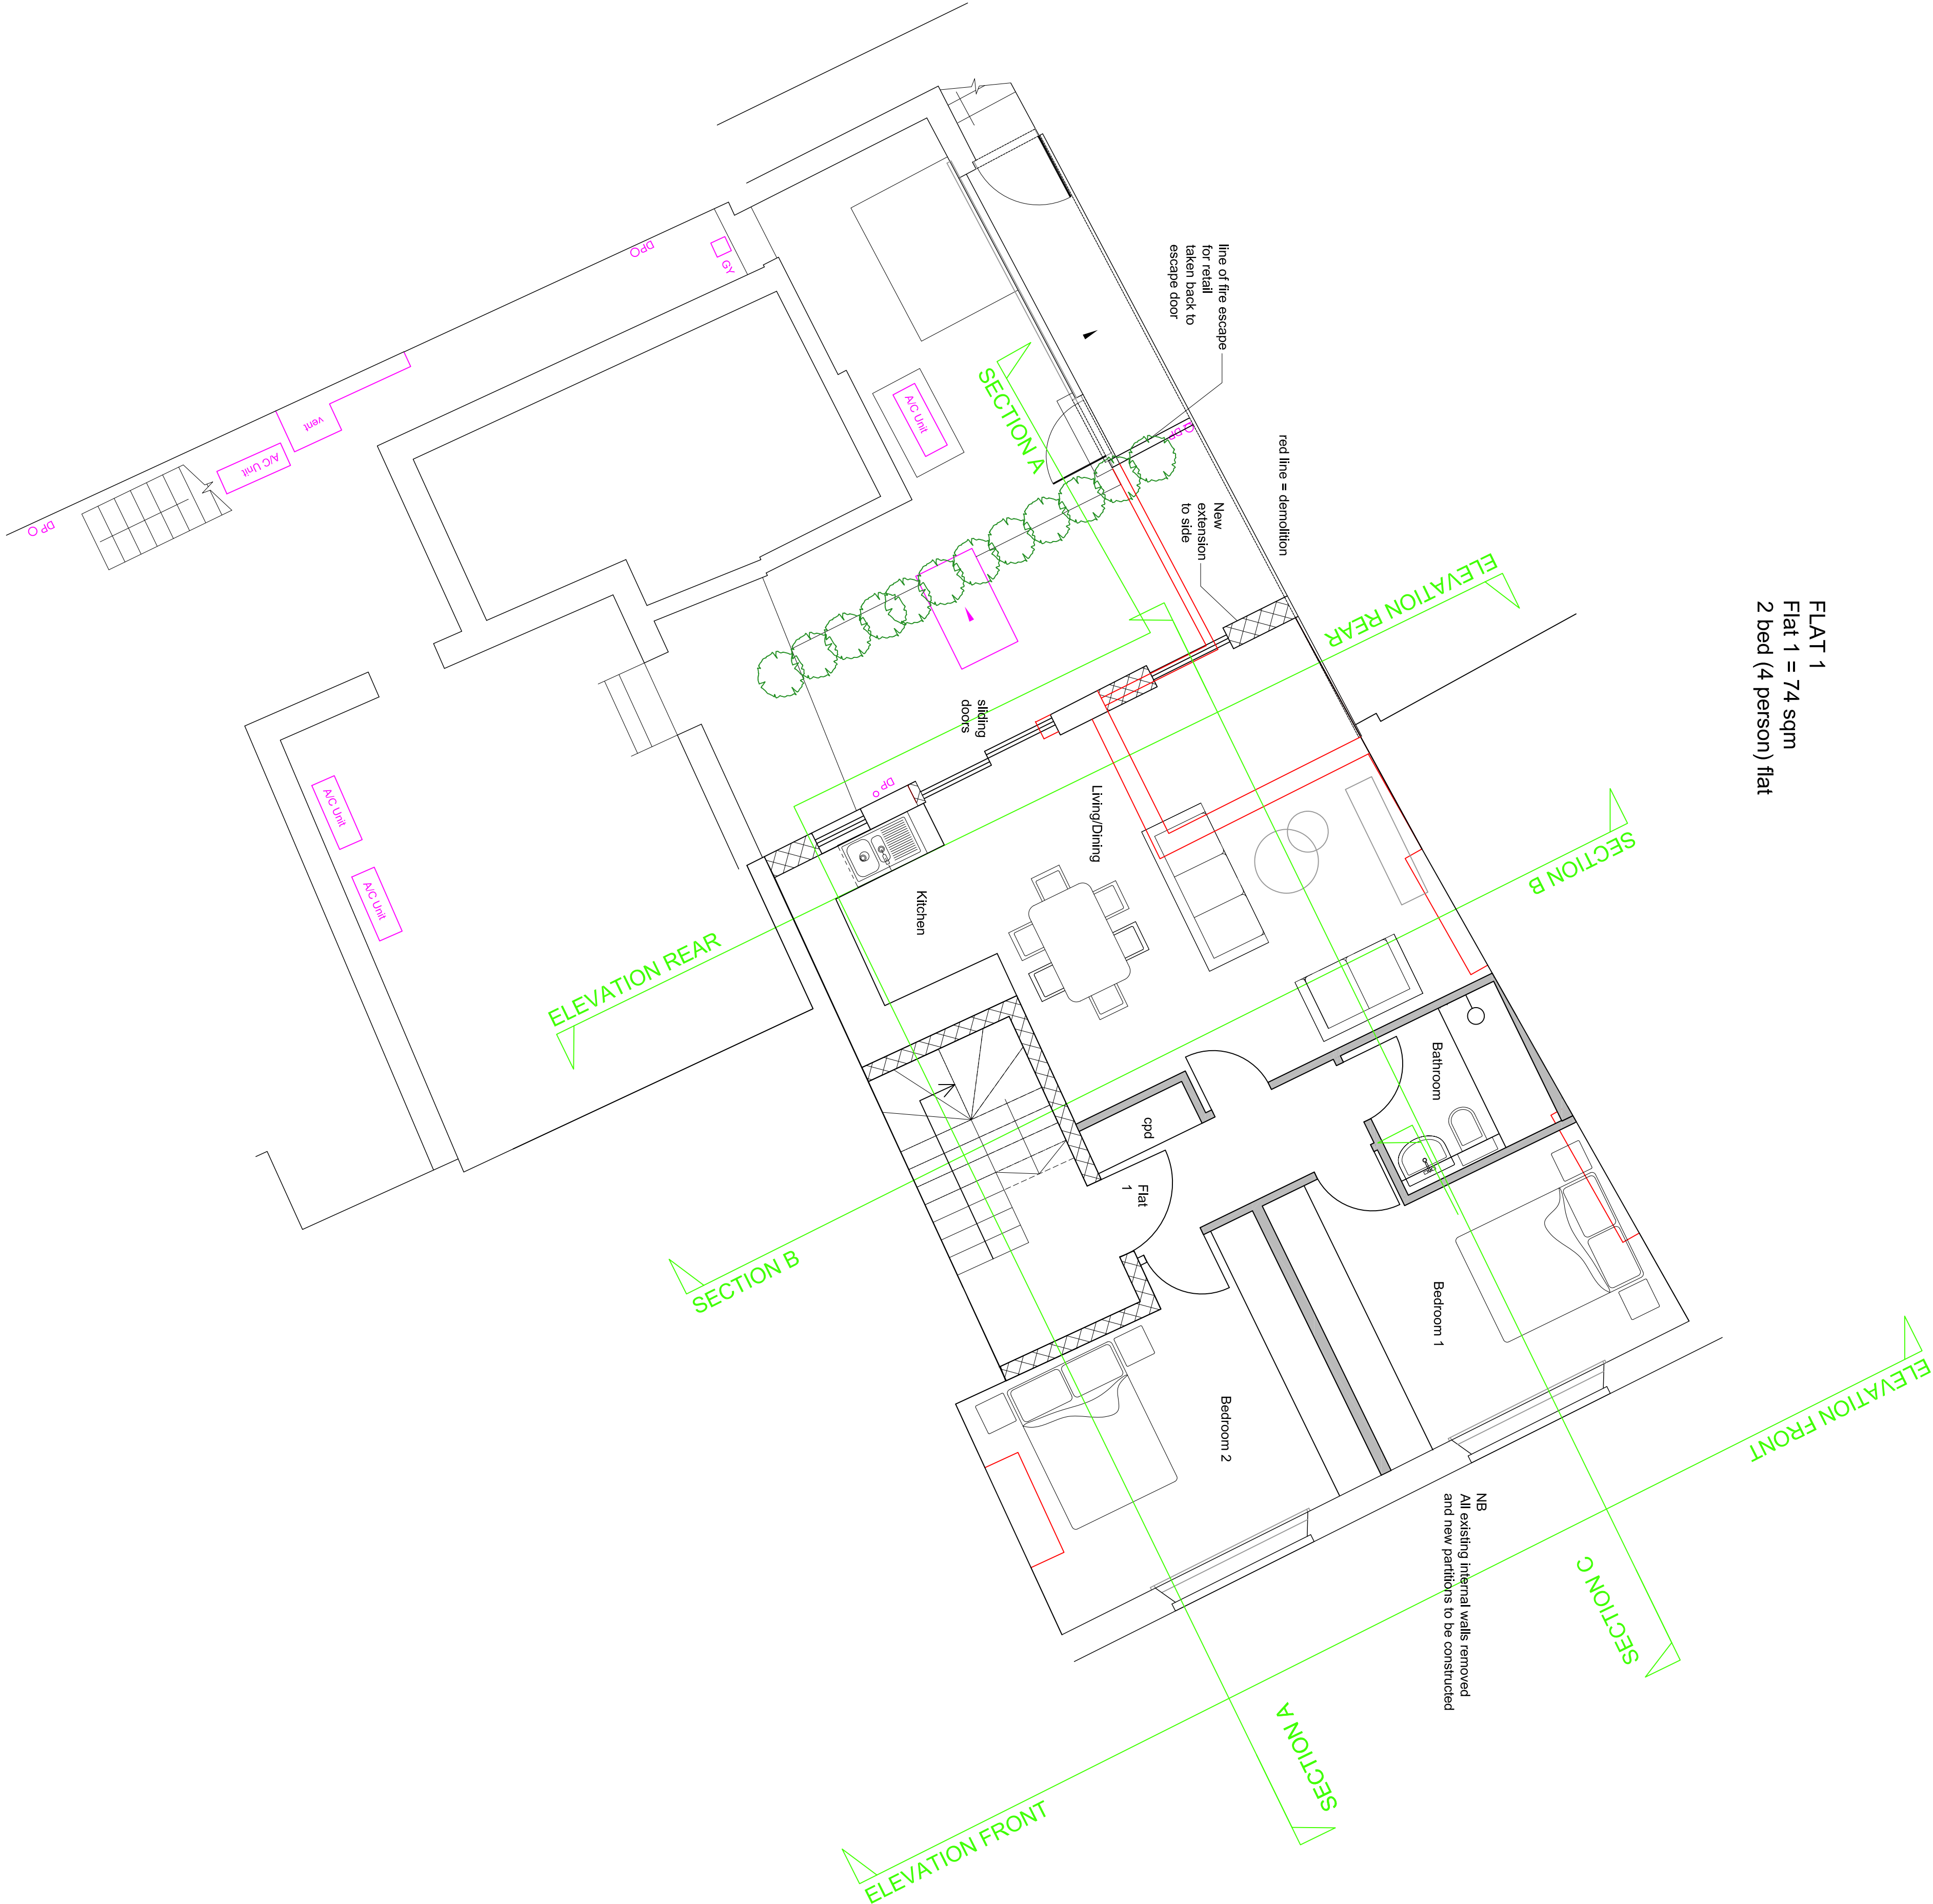 FLAT 1
Flat 1 = 74 sqm
2 bed (4 person) flat
line of fire escape
for retail
taken back to
escape door
red line = demolition
New
extension
to side
sliding
doors
Living/Dining
Kitchen
Bathroom
cpd
Flat
1
Bedroom 1
Bedroom 2
NB
All existing internal walls removed
and new partitions to be constructed
SECTION A
SECTION A
SECTION B
SECTION B
SECTION C
ELEVATION REAR
ELEVATION REAR
ELEVATION FRONT
ELEVATION FRONT
A/C Unit
A/C Unit
A/C Unit
A/C Unit
vent
GY
DP
DP
DP